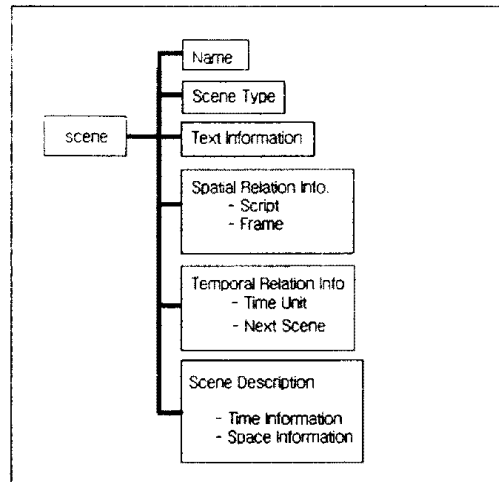 Name
Scene Type
scene
Text Information
Spatial Relation Info.
- Script
- Frame
Temporal Relation Info
- Time Unit
- Next Scene
Scene Description
- Time Information
- Space Information